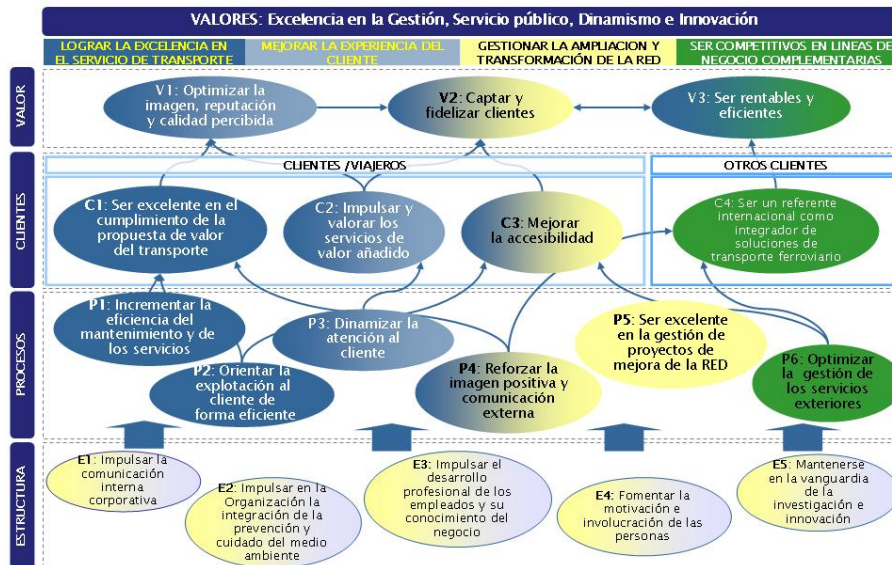 VALORES: Excelencia en la Gestión, Servicio público, Dinamismo e Innovación
LOGRAR LA EXCELENCIA EN
EL SERVICIO DE TRANSPORTE
MEJORAR LA EXPERIENCIA DEL
CLIENTE
GESTIONAR LA AMPLIACION Y
TRANSFORMACIÓN DE LA RED
SER COMPETITIVOS EN LINEAS DE
NEGOCIO COMPLEMENTARIAS
VALOR
V1: Optimizar la
imagen, reputación
y calidad percibida
V2: Captar y
fidelizar clientes
V3: Ser rentables y
eficientes
CLIENTES
CLIENTES /VIAJEROS
OTROS CLIENTES
C1: Ser excelente en el
cumplimiento de la
propuesta de valor
del transporte
C2: Impulsar y
valorar los
servicios de
valor añadido
C3: Mejorar
la accesibilidad
C4: Ser un referente
internacional como
integrador de
soluciones de
transporte ferroviario
PROCESOS
P1: Incrementar la
eficiencia del
mantenimiento y de
los servicios
P2: Orientar la
explotación al
cliente de
forma eficiente
P3: Dinamizar la
atención al
cliente
P4: Reforzar la
imagen positiva y
comunicación
externa
P5: Ser excelente
en la gestión de
proyectos de
mejora de la RED
P6: Optimizar
la gestión de
los servicios
exteriores
ESTRUCTURA
E1: Impulsar la
comunicación
interna
corporativa
E2: Impulsar en la
Organización la
integración de la
prevención y
cuidado del medio
ambiente
E3: Impulsar el
desarrollo
profesional de los
empleados y su
conocimiento del
negocio
E4: Fomentar la
motivación e
involucración de las
personas
E5: Mantenerse
en la vanguardia
de la
investigación e
innovación